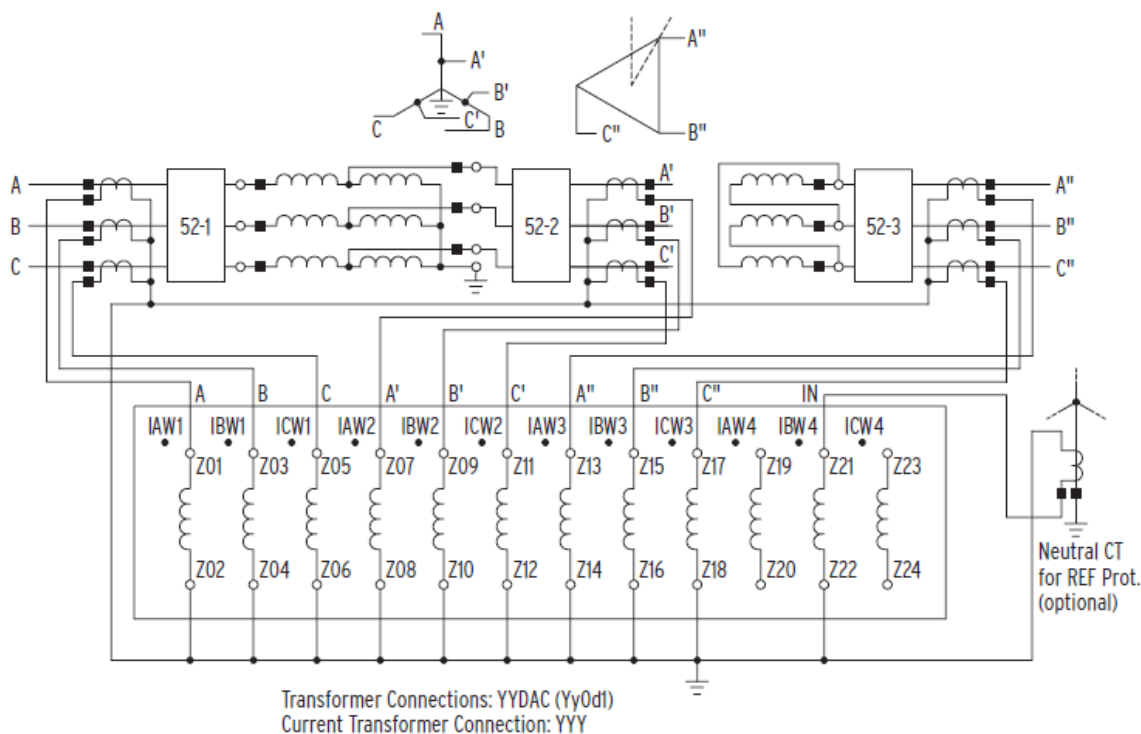 A
A'
B'
C
C'
B
A"
C"
B"
A
B
C
52-1
52-2
A'
B'
C'
52-3
A"
B"
C"
A B C A' B' C' A" B" C" IN
IAW1 IBW1 ICW1 IAW2 IBW2 ICW2 IAW3 IBW3 ICW3 IAW4 IBW4 ICW4
Z01 Z03 Z05 Z07 Z09 Z11 Z13 Z15 Z17 Z19 Z21 Z23
Z02 Z04 Z06 Z08 Z10 Z12 Z14 Z16 Z18 Z20 Z22 Z24
Neutral CT
for REF Prot.
(optional)
Transformer Connections: YYDAC (Yy0d1)
Current Transformer Connection: YYY